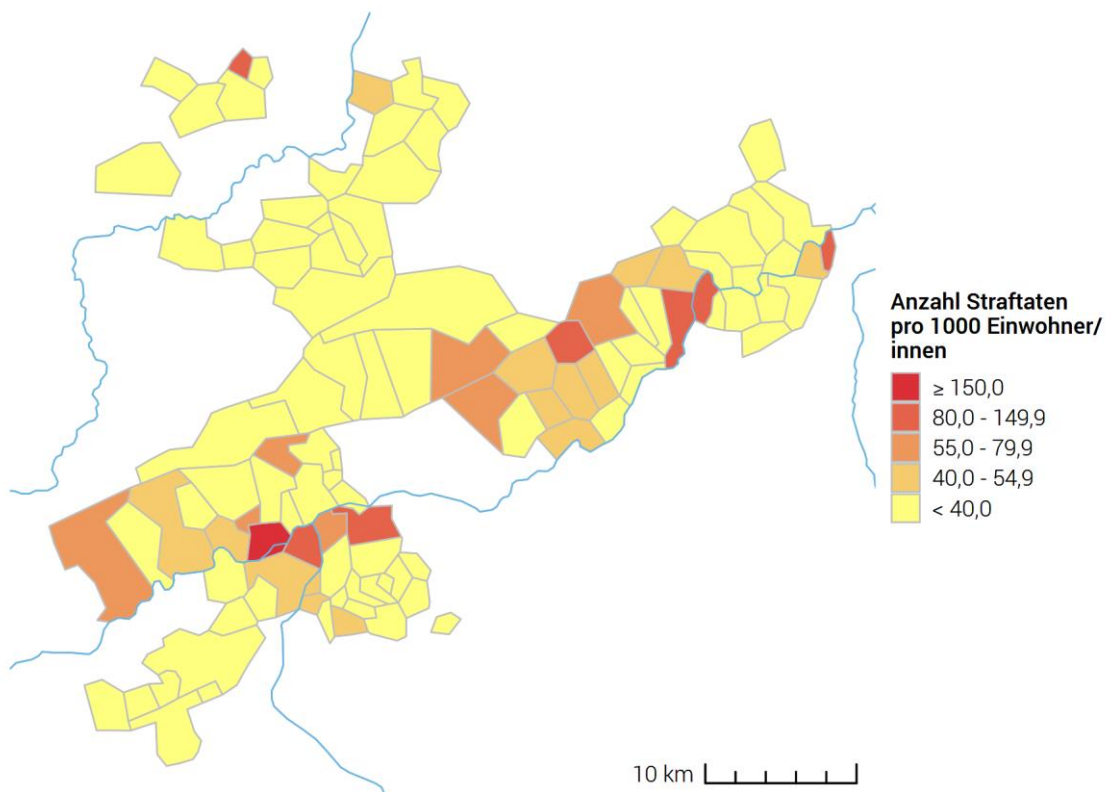 Anzahl Straftaten
pro 1000 Einwohner/
innen
≥ 150,0
80,0 - 149,9
55,0 - 79,9
40,0 - 54,9
< 40,0
10 km